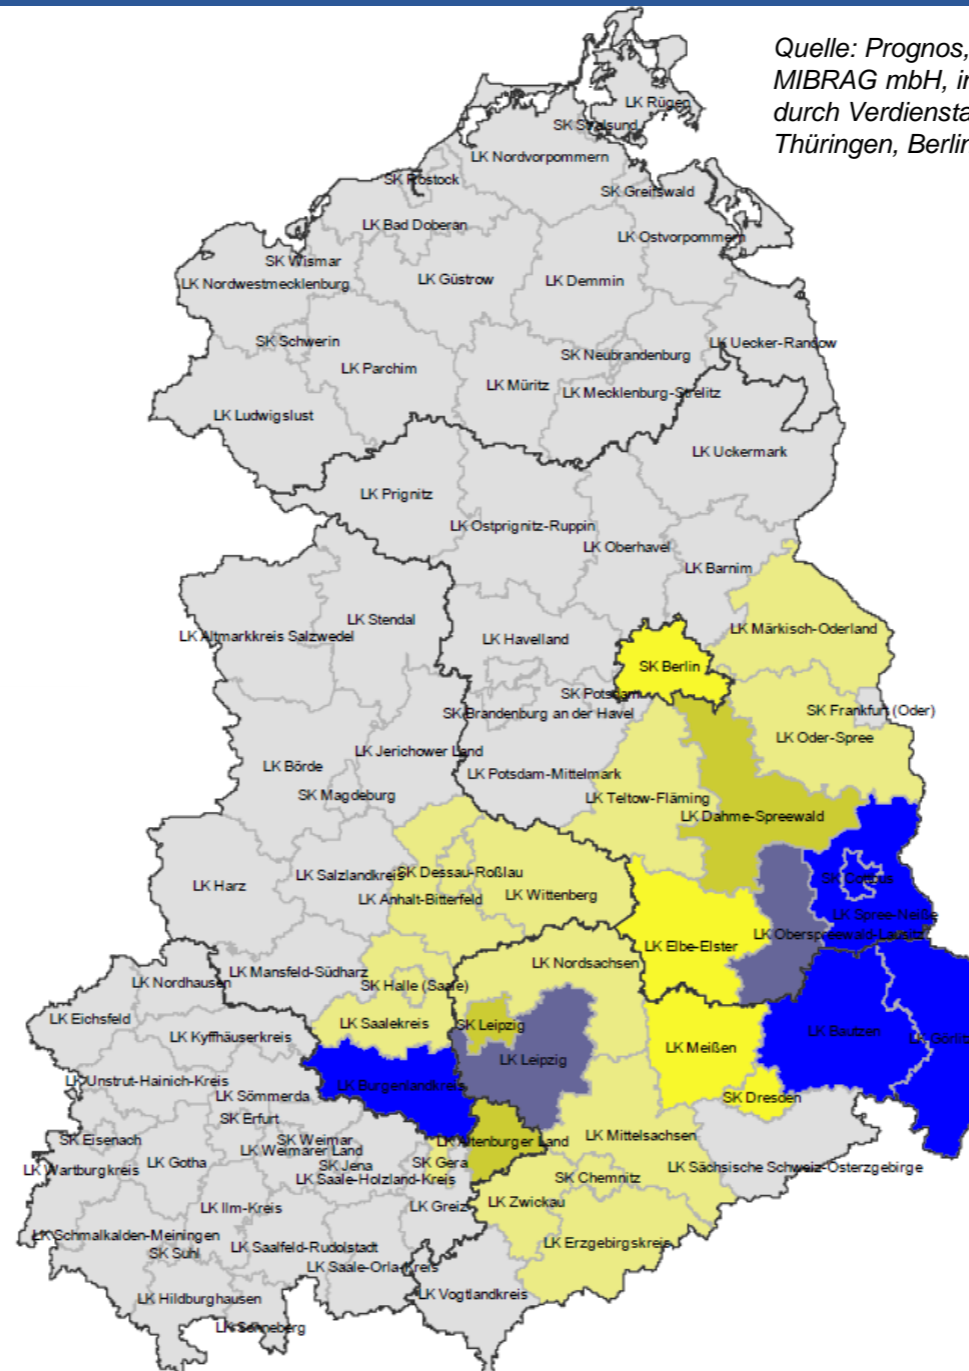 Quelle: Prognos,
MIBRAG mbH, in
durch Verdiensta
Thüringen, Berlin
LK Rügen
SK Stralsund
LK Nordvorpommern
SK Rostock
SK Greifswald
LK Bad Doberan
LK Ostvorpommern
SK Wismar
LK Nordwestmecklenburg
LK Güstrow
LK Demmin
SK Schwerin
LK Uecker-Randow
SK Neubrandenburg
LK Parchim
LK Müritz
LK Mecklenburg-Strelitz
LK Ludwigslust
LK Uckermark
LK Prignitz
LK Ostprignitz-Ruppin
LK Oberhavel
LK Barnim
LK Stendal
LK Altmarkkreis Salzwedel
LK Havelland
LK Märkisch-Oderland
SK Berlin
SK Potsdam
SK Brandenburg an der Havel
SK Frankfurt (Oder)
LK Oder-Spree
LK Jerichower Land
LK Börde
LK Potsdam-Mittelmark
SK Magdeburg
LK Teltow-Fläming
LK Dahme-Spreewald
LK Harz
LK Salzlandkreis
SK Dessau-Roßlau
LK Anhalt-Bitterfeld
LK Wittenberg
SK Cottbus
LK Spree-Neiße
LK Oberspreewald-Lausitz
LK Elbe-Elster
LK Nordsachsen
LK Mansfeld-Südharz
LK Nordhausen
SK Halle (Saale)
LK Eichsfeld
LK Kyffhäuserkreis
LK Saalekreis
SK Leipzig
LK Bautzen
LK Görlit
LK Meißen
LK Leipzig
LK Unstrut-Hainich-Kreis
LK Burgenlandkreis
LK Sömmerda
SK Dresden
SK Erfurt
SK Eisenach
SK Weimar
LK Altenburger Land
LK Mittelsachsen
LK Weimarer Land
LK Wartburgkreis
LK Gotha
SK Jena
SK Gera
LK Sächsische Schweiz-Osterzgebirge
LK Saale-Holzland-Kreis
SK Chemnitz
LK Ilm-Kreis
LK Greiz
LK Zwickau
LK Schmalkalden-Meiningen
SK Suhl
LK Saalfeld-Rudolstadt
LK Erzgebirgskreis
LK Saale-Orla-Kreis
LK Hildburghausen
LK Vogtlandkreis
LK Sonneberg